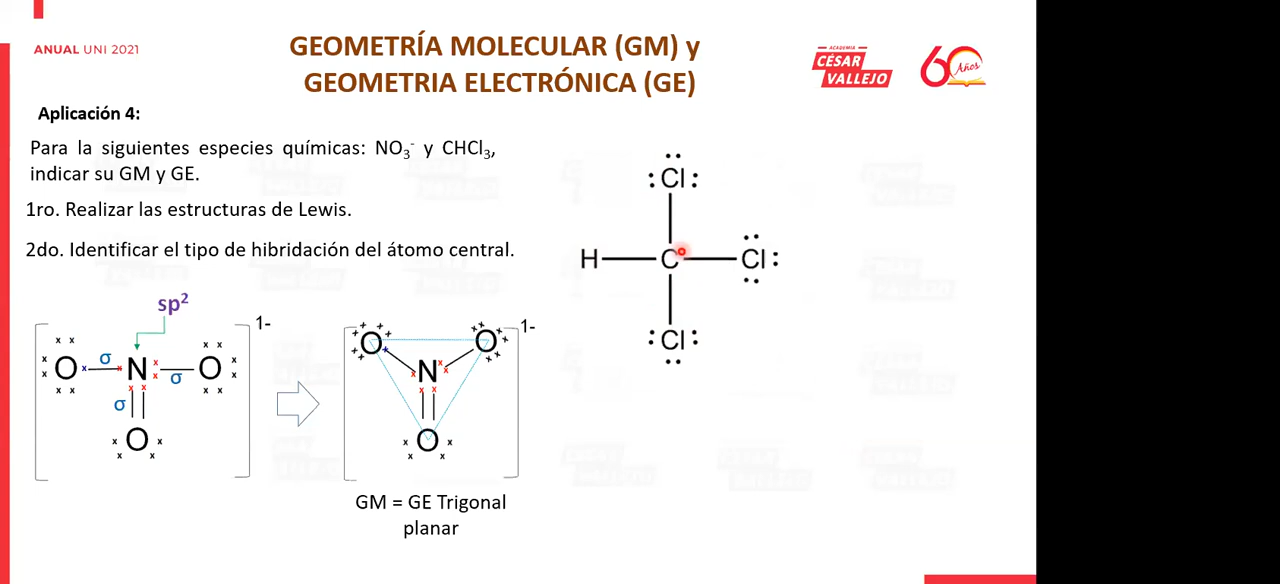 ANUAL UNI 2021
GEOMETRÍA MOLECULAR (GM) y
GEOMETRIA ELECTRÓNICA (GE)
ACADEMIA
CÉSAR
VALLEJO
60 Años
Aplicación 4:
Para la siguientes especies químicas: NO₃⁻ y CHCl₃,
indicar su GM y GE.
1ro. Realizar las estructuras de Lewis.
2do. Identificar el tipo de hibridación del átomo central.
sp²
1-
O σ N σ O
σ
O
1-
O O
N
O
GM = GE Trigonal
planar
Cl
H C Cl
Cl